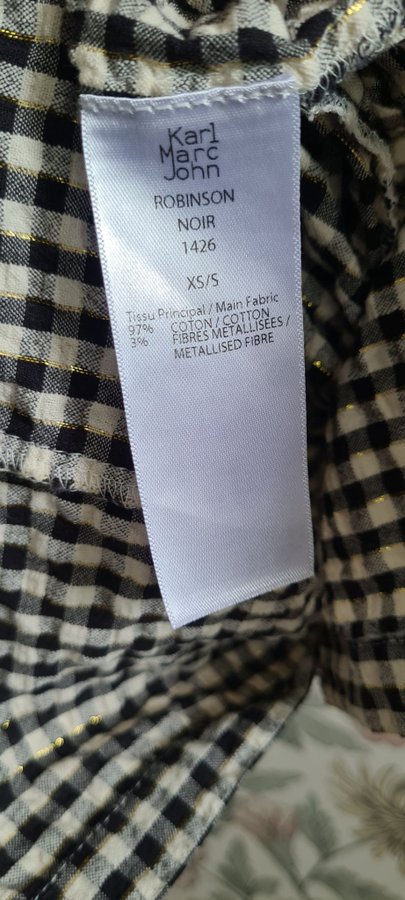 Karl
Marc
John
ROBINSON
NOIR
1426
XS/S
Tissu Principal / Main Fabric
97% COTON / COTTON
3% FIBRES METALLISEES /
METALLISED FIBRE